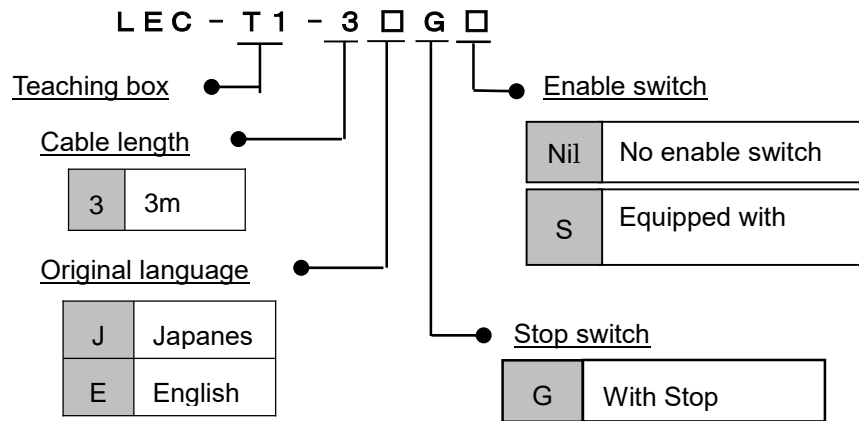 LEC-T1-3□G□
Teaching box
Enable switch
Cable length
Nil No enable switch
3 3m
S Equipped with
Original language
J Japanes
Stop switch
E English
G With Stop